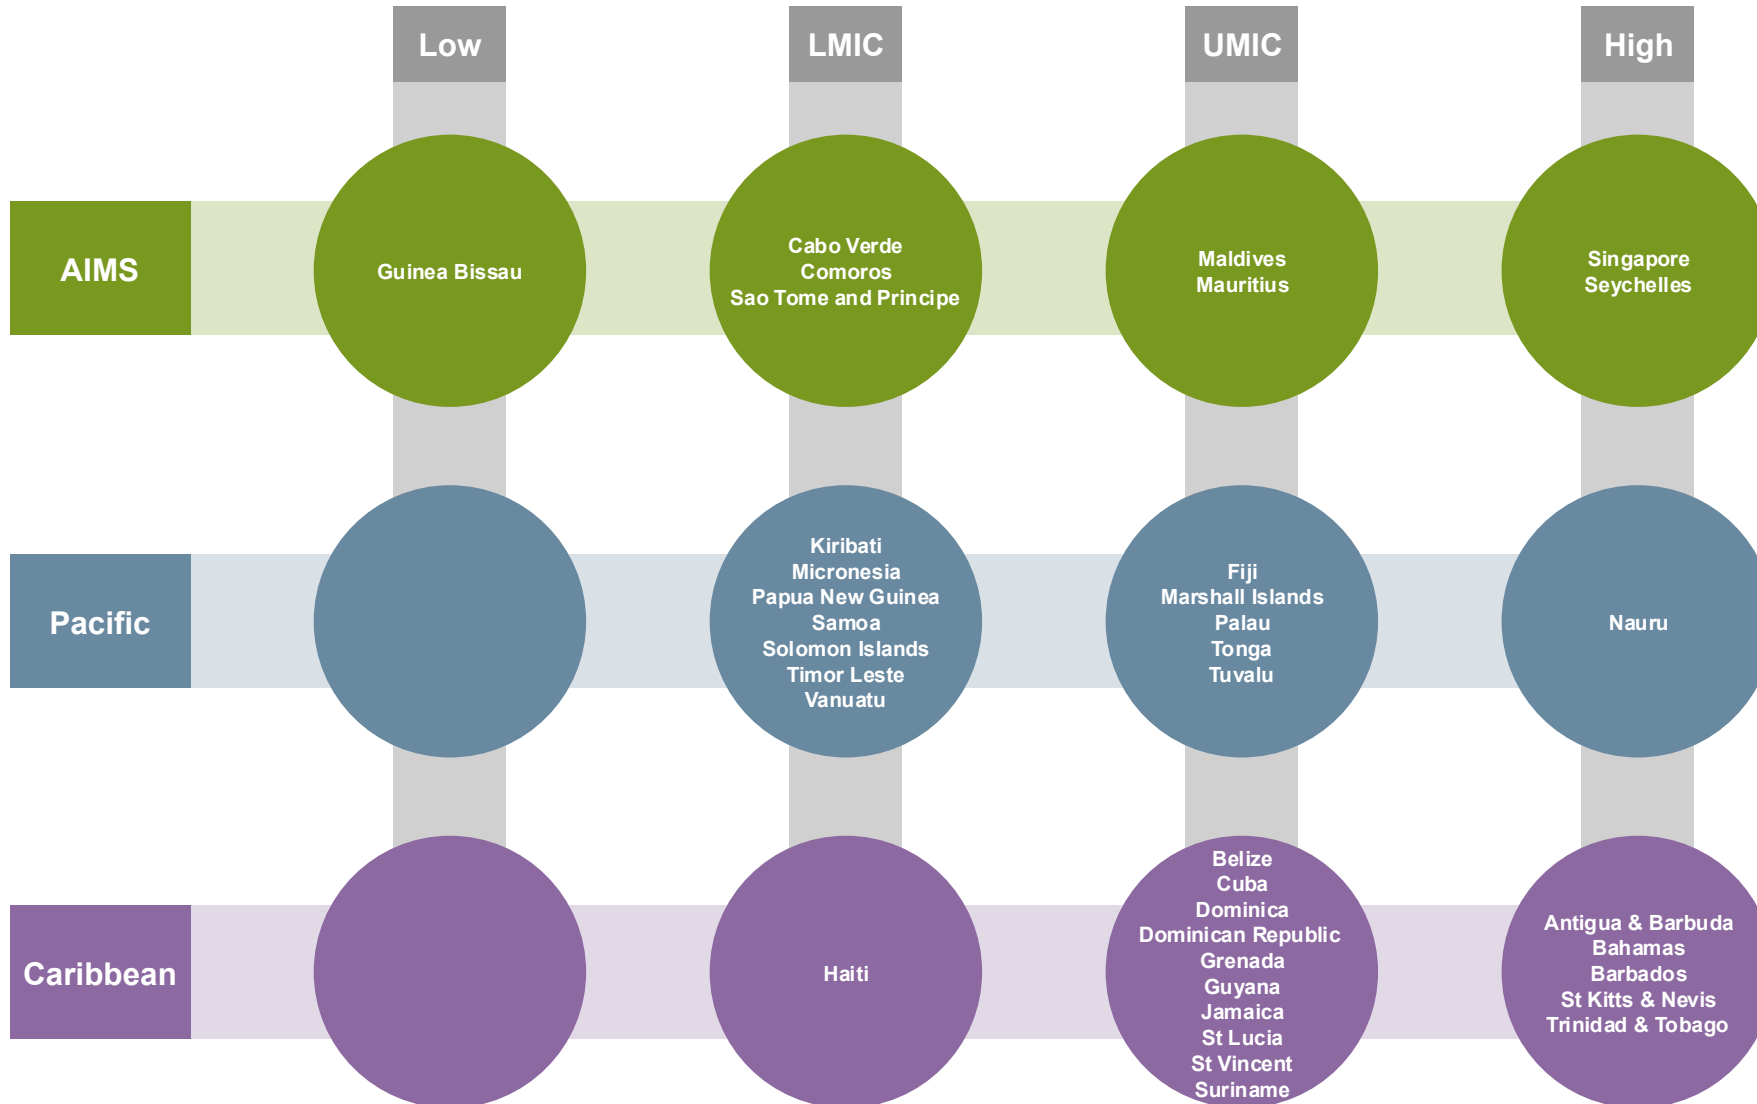 Low
LMIC
UMIC
High
AIMS
Guinea Bissau
Cabo Verde
Comoros
Sao Tome and Principe
Maldives
Mauritius
Singapore
Seychelles
Pacific
Kiribati
Micronesia
Papua New Guinea
Samoa
Solomon Islands
Timor Leste
Vanuatu
Fiji
Marshall Islands
Palau
Tonga
Tuvalu
Nauru
Caribbean
Haiti
Belize
Cuba
Dominica
Dominican Republic
Grenada
Guyana
Jamaica
St Lucia
St Vincent
Suriname
Antigua & Barbuda
Bahamas
Barbados
St Kitts & Nevis
Trinidad & Tobago